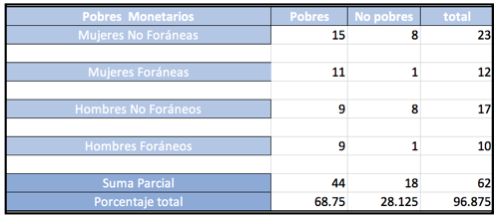 Pobres Monetarios Pobres No pobres total
Mujeres No Foráneas 15 8 23
Mujeres Foráneas 11 1 12
Hombres No Foráneos 9 8 17
Hombres Foráneos 9 1 10
Suma Parcial 44 18 62
Porcentaje total 68.75 28.125 96.875